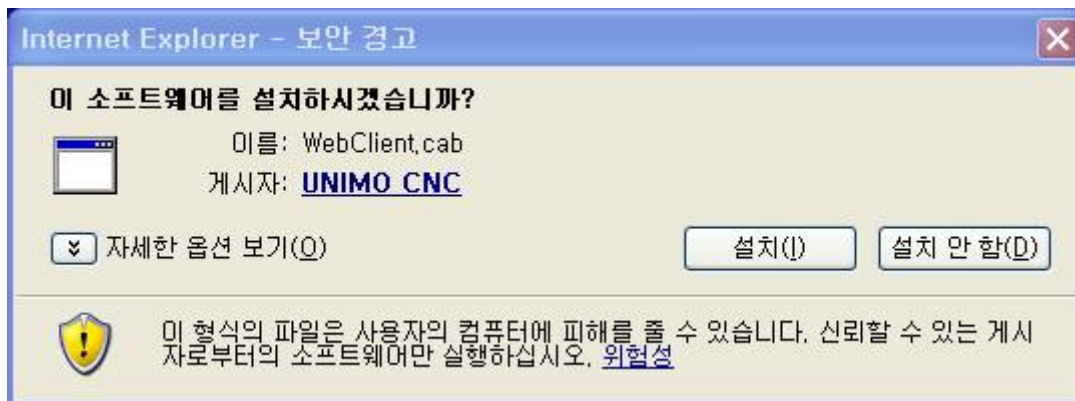 Internet Explorer - 보안 경고
이 소프트웨어를 설치하시겠습니까?
이름: WebClient.cab
게시자: UNIMO CNC
자세한 옵션 보기(O)
설치(I)
설치 안 함(D)
이 형식의 파일은 사용자의 컴퓨터에 피해를 줄 수 있습니다. 신뢰할 수 있는 게시
자로부터의 소프트웨어만 실행하십시오. 위험성